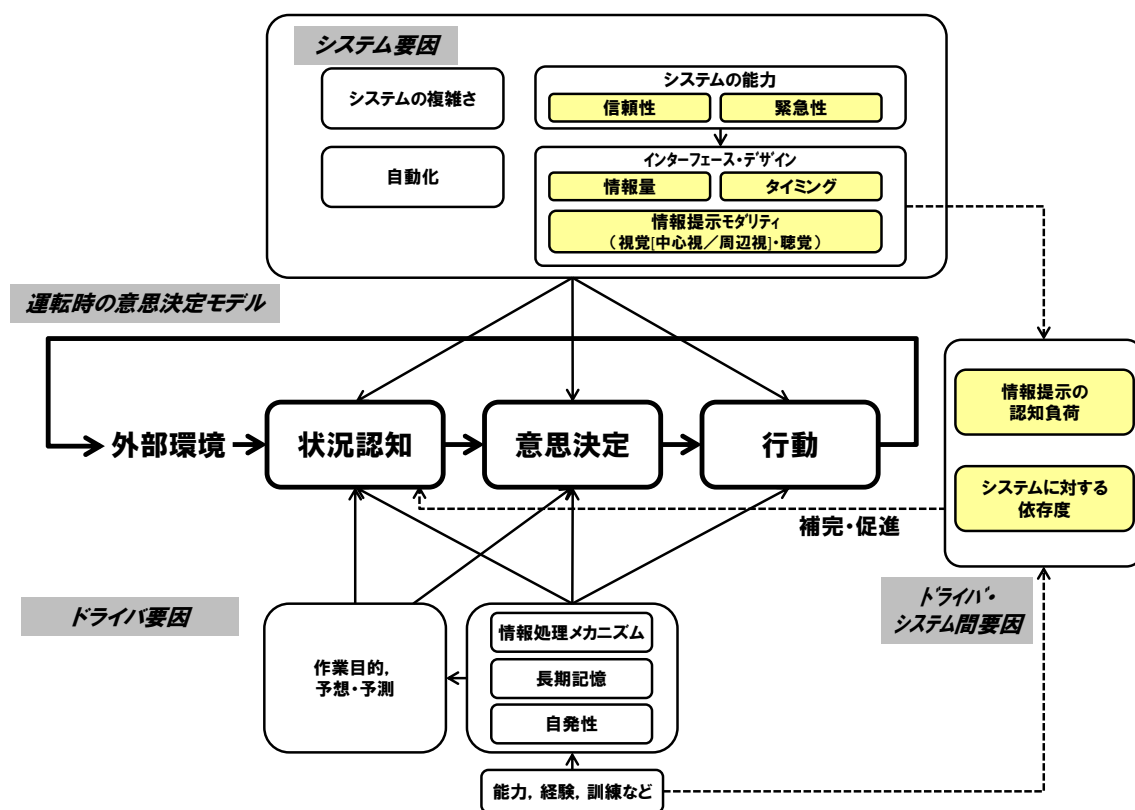 システム要因
システムの複雑さ
自動化
システムの能力
信頼性
緊急性
インターフェース・デザイン
情報量
タイミング
情報提示モダリティ
(視覚[中心視／周辺視]・聴覚)
運転時の意思決定モデル
外部環境
状況認知
意思決定
行動
情報提示の
認知負荷
システムに対する
依存度
補完・促進
ドライバ・
システム間要因
ドライバ要因
作業目的,
予想・予測
情報処理メカニズム
長期記憶
自発性
能力, 経験, 訓練など